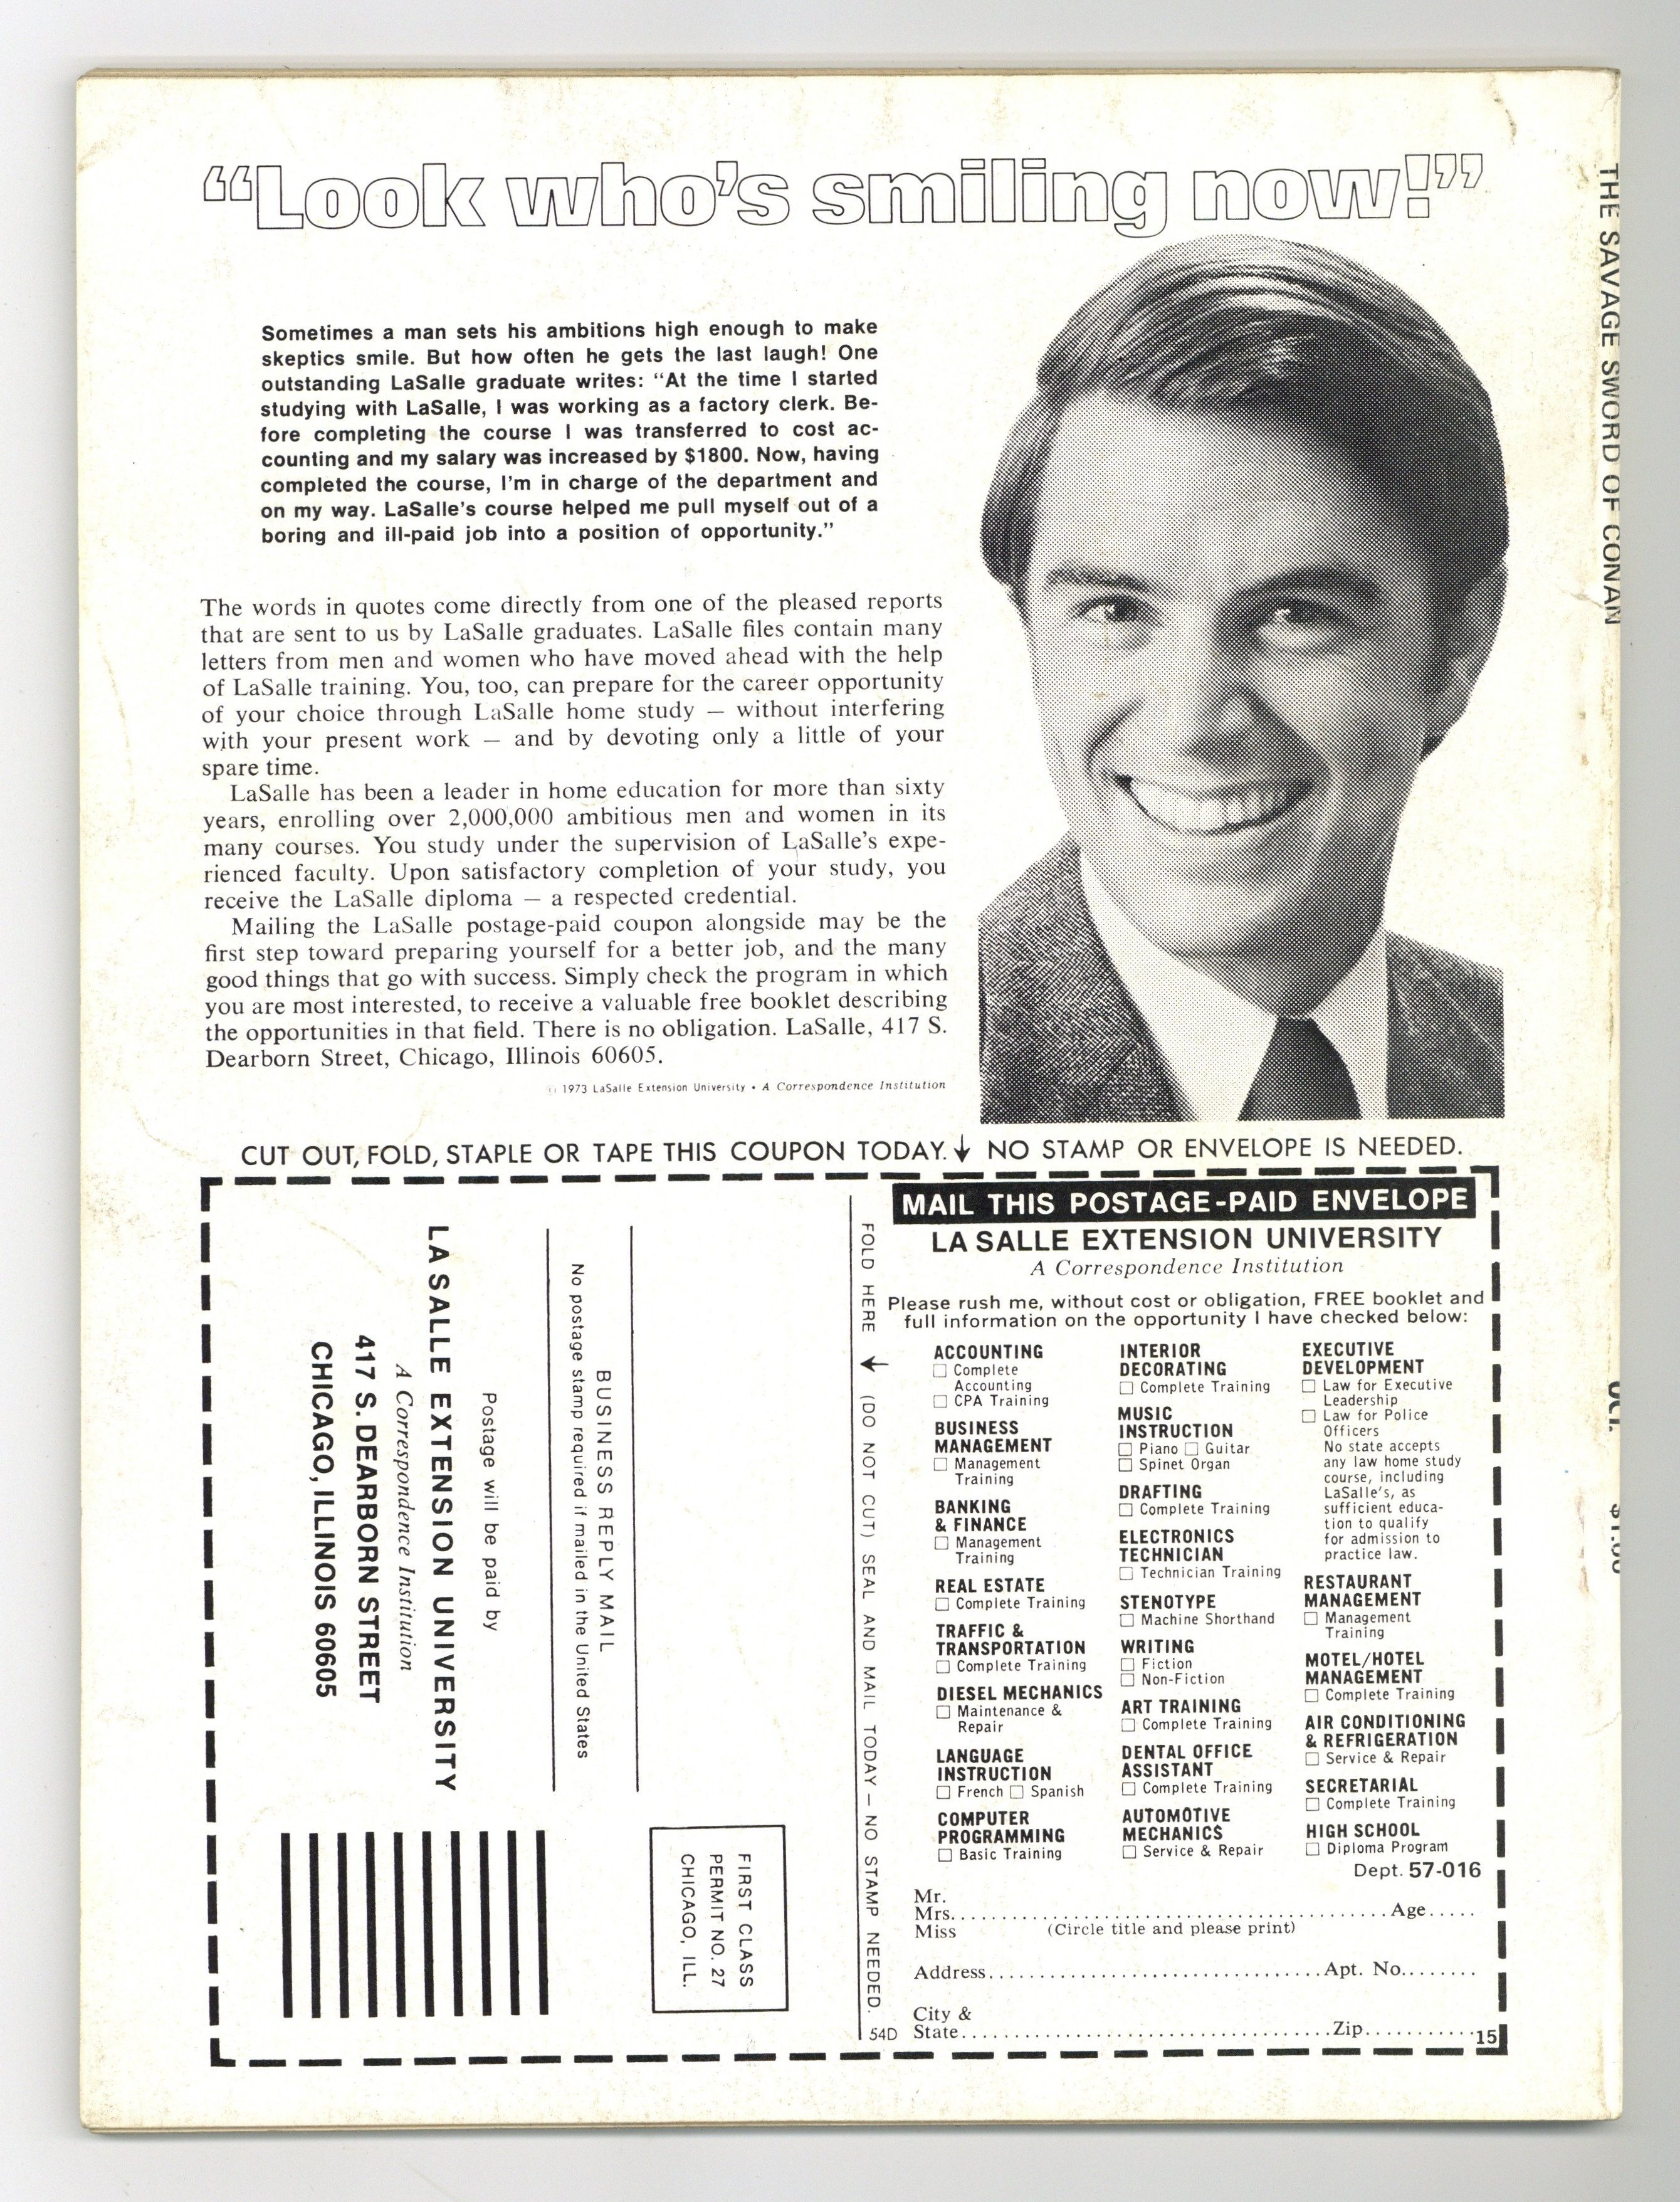 “Look who’s smiling now!”
Sometimes a man sets his ambitions high enough to make
skeptics smile. But how often he gets the last laugh! One
outstanding LaSalle graduate writes: “At the time I started
studying with LaSalle, I was working as a factory clerk. Be-
fore completing the course I was transferred to cost ac-
counting and my salary was increased by $1800. Now, having
completed the course, I’m in charge of the department and
on my way. LaSalle’s course helped me pull myself out of a
boring and ill-paid job into a position of opportunity.”
The words in quotes come directly from one of the pleased reports
that are sent to us by LaSalle graduates. LaSalle files contain many
letters from men and women who have moved ahead with the help
of LaSalle training. You, too, can prepare for the career opportunity
of your choice through LaSalle home study — without interfering
with your present work — and by devoting only a little of your
spare time.
LaSalle has been a leader in home education for more than sixty
years, enrolling over 2,000,000 ambitious men and women in its
many courses. You study under the supervision of LaSalle’s expe-
rienced faculty. Upon satisfactory completion of your study, you
receive the LaSalle diploma — a respected credential.
Mailing the LaSalle postage-paid coupon alongside may be the
first step toward preparing yourself for a better job, and the many
good things that go with success. Simply check the program in which
you are most interested, to receive a valuable free booklet describing
the opportunities in that field. There is no obligation. LaSalle, 417 S.
Dearborn Street, Chicago, Illinois 60605.
© 1973 LaSalle Extension University • A Correspondence Institution
CUT OUT, FOLD, STAPLE OR TAPE THIS COUPON TODAY. ↓ NO STAMP OR ENVELOPE IS NEEDED.
FIRST CLASS
PERMIT NO. 27
CHICAGO, ILL.
BUSINESS REPLY MAIL
No postage stamp required if mailed in the United States
Postage will be paid by
LA SALLE EXTENSION UNIVERSITY
A Correspondence Institution
417 S. DEARBORN STREET
CHICAGO, ILLINOIS 60605
FOLD HERE ← (DO NOT CUT) SEAL AND MAIL TODAY – NO STAMP NEEDED.
54D
MAIL THIS POSTAGE-PAID ENVELOPE
LA SALLE EXTENSION UNIVERSITY
A Correspondence Institution
Please rush me, without cost or obligation, FREE booklet and
full information on the opportunity I have checked below:
ACCOUNTING
☐ Complete
Accounting
☐ CPA Training
BUSINESS
MANAGEMENT
☐ Management
Training
BANKING
& FINANCE
☐ Management
Training
REAL ESTATE
☐ Complete Training
TRAFFIC &
TRANSPORTATION
☐ Complete Training
DIESEL MECHANICS
☐ Maintenance &
Repair
LANGUAGE
INSTRUCTION
☐ French ☐ Spanish
COMPUTER
PROGRAMMING
☐ Basic Training
INTERIOR
DECORATING
☐ Complete Training
MUSIC
INSTRUCTION
☐ Piano ☐ Guitar
☐ Spinet Organ
DRAFTING
☐ Complete Training
ELECTRONICS
TECHNICIAN
☐ Technician Training
STENOTYPE
☐ Machine Shorthand
WRITING
☐ Fiction
☐ Non-Fiction
ART TRAINING
☐ Complete Training
DENTAL OFFICE
ASSISTANT
☐ Complete Training
AUTOMOTIVE
MECHANICS
☐ Service & Repair
EXECUTIVE
DEVELOPMENT
☐ Law for Executive
Leadership
☐ Law for Police
Officers
No state accepts
any law home study
course, including
LaSalle’s, as
sufficient educa-
tion to qualify
for admission to
practice law.
RESTAURANT
MANAGEMENT
☐ Management
Training
MOTEL/HOTEL
MANAGEMENT
☐ Complete Training
AIR CONDITIONING
& REFRIGERATION
☐ Service & Repair
SECRETARIAL
☐ Complete Training
HIGH SCHOOL
☐ Diploma Program
Dept. 57-016
Mr.
Mrs. Age
Miss (Circle title and please print)
Address Apt. No.
City &
State Zip
15
THE SAVAGE SWORD OF CONAN
OCT.